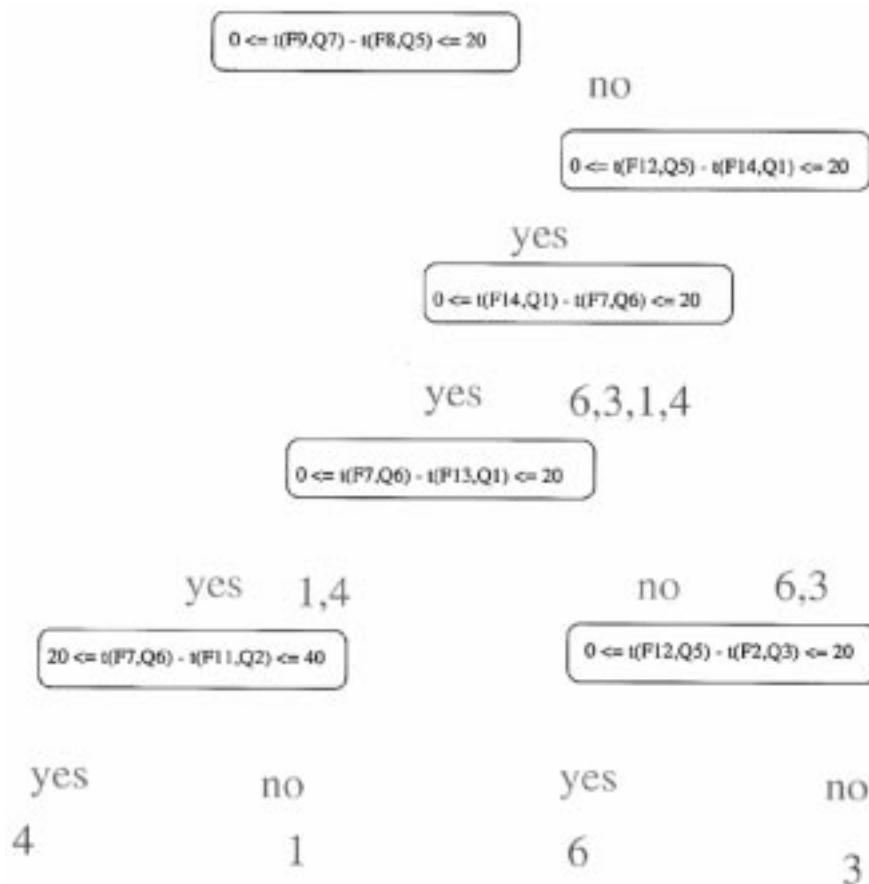 0 <= t(F9,Q7) - t(F8,Q5) <= 20
no
0 <= t(F12,Q5) - t(F14,Q1) <= 20
yes
0 <= t(F14,Q1) - t(F7,Q6) <= 20
yes 6,3,1,4
0 <= t(F7,Q6) - t(F13,Q1) <= 20
yes 1,4 no 6,3
20 <= t(F7,Q6) - t(F11,Q2) <= 40 0 <= t(F12,Q5) - t(F2,Q3) <= 20
yes no yes no
4 1 6 3